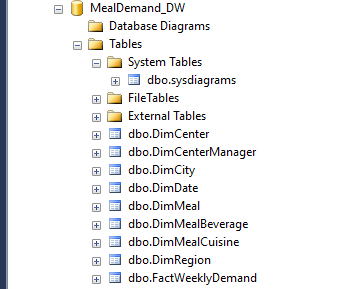 MealDemand_DW
Database Diagrams
Tables
System Tables
dbo.sysdiagrams
FileTables
External Tables
dbo.DimCenter
dbo.DimCenterManager
dbo.DimCity
dbo.DimDate
dbo.DimMeal
dbo.DimMealBeverage
dbo.DimMealCuisine
dbo.DimRegion
dbo.FactWeeklyDemand